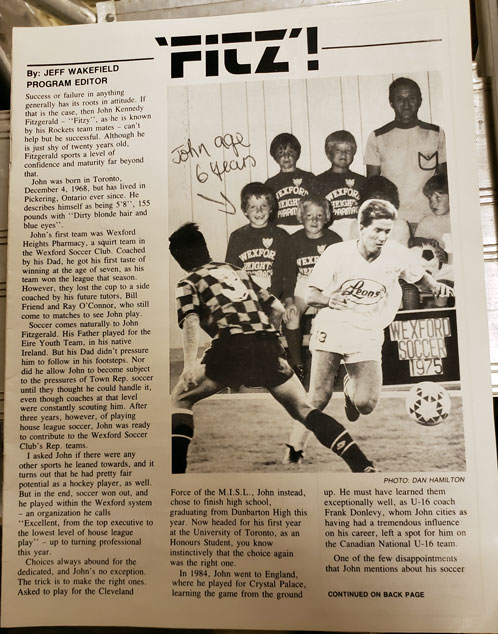 'FITZ'!
By: JEFF WAKEFIELD
PROGRAM EDITOR
Success or failure in anything
generally has its roots in attitude. If
that is the case, then John Kennedy
Fitzgerald – "Fitzy", as he is known
by his Rockets team mates – can't
help but be successful. Although he
is just shy of twenty years old,
Fitzgerald sports a level of
confidence and maturity far beyond
that.
John was born in Toronto,
December 4, 1968, but has lived in
Pickering, Ontario ever since. He
describes himself as being 5'8", 155
pounds with "Dirty blonde hair and
blue eyes".
John's first team was Wexford
Heights Pharmacy, a squirt team in
the Wexford Soccer Club. Coached
by his Dad, he got his first taste of
winning at the age of seven, as his
team won the league that season.
However, they lost the cup to a side
coached by his future tutors, Bill
Friend and Ray O'Connor, who still
come to matches to see John play.
Soccer comes naturally to John
Fitzgerald. His Father played for the
Eire Youth Team, in his native
Ireland. But his Dad didn't pressure
him to follow in his footsteps. Nor
did he allow John to become subject
to the pressures of Town Rep. soccer
until they thought he could handle it,
even though coaches at that level
were constantly scouting him. After
three years, however, of playing
house league soccer, John was ready
to contribute to the Wexford Soccer
Club's Rep. teams.
I asked John if there were any
other sports he leaned towards, and it
turns out that he had pretty fair
potential as a hockey player, as well.
But in the end, soccer won out, and
he played within the Wexford system
– an organization he calls
"Excellent, from the top executive to
the lowest level of house league
play" – up to turning professional
this year.
Choices always abound for the
dedicated, and John's no exception.
The trick is to make the right ones.
Asked to play for the Cleveland
John age
6 years
WEXFORD
WEXFORD
HEIGHTS
PHARMA
WEXFORD
HEIGHTS
Lyons
3
WEXFORD
SOCCER
1975
PHOTO: DAN HAMILTON
Force of the M.I.S.L., John instead,
chose to finish high school,
graduating from Dunbarton High this
year. Now headed for his first year
at the University of Toronto, as an
Honours Student, you know
instinctively that the choice again
was the right one.
In 1984, John went to England,
where he played for Crystal Palace,
learning the game from the ground
up. He must have learned them
exceptionally well, as U-16 coach
Frank Donlevy, whom John cities as
having had a tremendous influence
on his career, left a spot for him on
the Canadian National U-16 team.
One of the few disappointments
that John mentions about his soccer
CONTINUED ON BACK PAGE